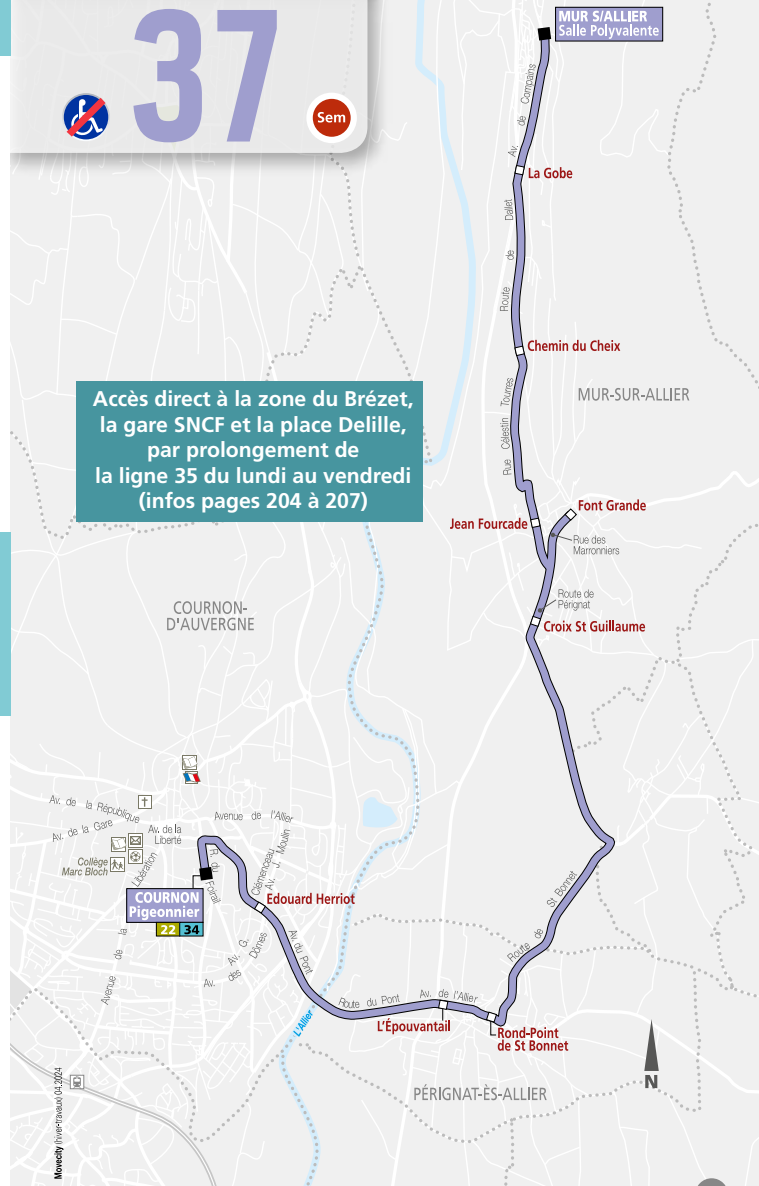 37
Sem
MUR S/ALLIER
Salle Polyvalente
Av. de Compains
La Gobe
Route de Dallet
Chemin du Cheix
Rue Célestin Tourres
MUR-SUR-ALLIER
Accès direct à la zone du Brézet,
la gare SNCF et la place Delille,
par prolongement de
la ligne 35 du lundi au vendredi
(infos pages 204 à 207)
Font Grande
Jean Fourcade
Rue des
Marronniers
Route de
Pérignat
Croix St Guillaume
COURNON-
D'AUVERGNE
Av. de la République
Avenue de l'Allier
Av. de la Gare
Av. de la
Liberté
Collège
Marc Bloch
Avenue de la Libération
R. du Foirail
Av. G. Clémenceau
Av. J. Moulin
COURNON
Pigeonnier
22 34
Edouard Herriot
Av. des Dômes
Av. du Pont
Route de St Bonnet
L'Allier
Route du Pont
Av. de l'Allier
L'Épouvantail
Rond-Point
de St Bonnet
PÉRIGNAT-ÈS-ALLIER
N
Movecity (hiver+travaux) 04.2024